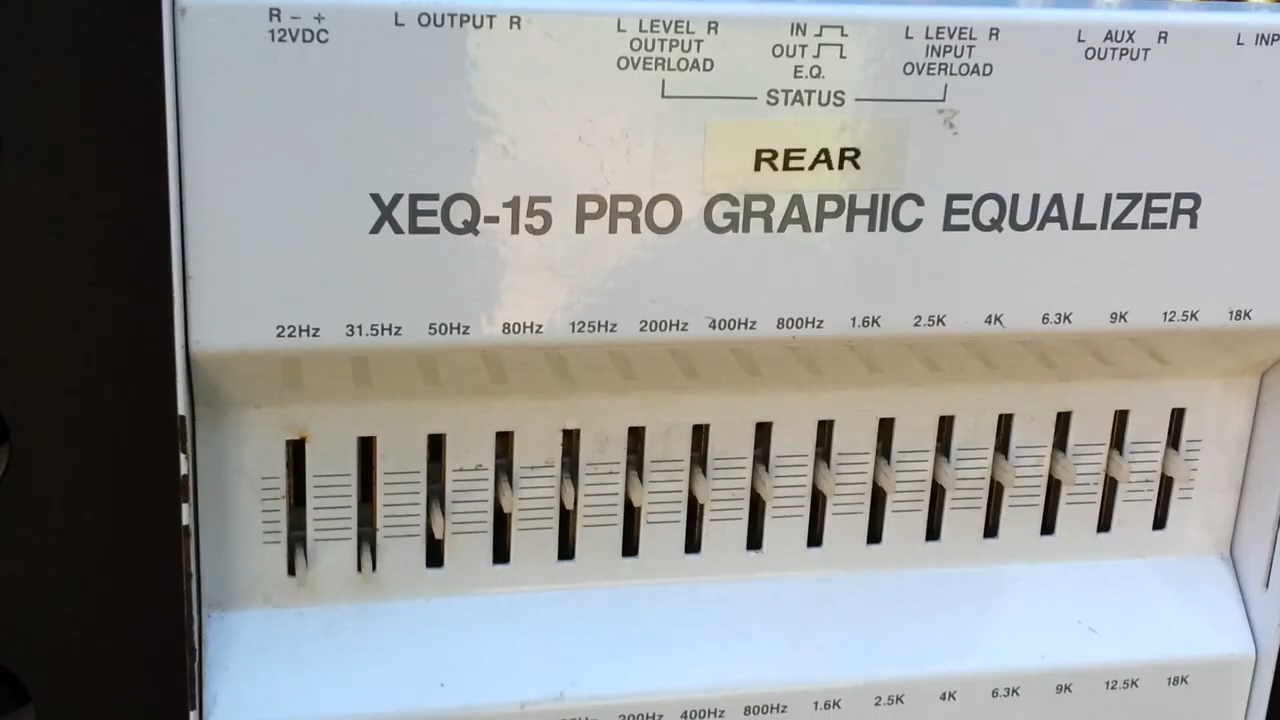 R - +
12VDC
L OUTPUT R
L LEVEL R
OUTPUT
OVERLOAD
IN
OUT
E.Q.
STATUS
L LEVEL R
INPUT
OVERLOAD
L AUX R
OUTPUT
L INP
REAR
XEQ-15 PRO GRAPHIC EQUALIZER
22Hz 31.5Hz 50Hz 80Hz 125Hz 200Hz 400Hz 800Hz 1.6K 2.5K 4K 6.3K 9K 12.5K 18K
200Hz 400Hz 800Hz 1.6K 2.5K 4K 6.3K 9K 12.5K 18K